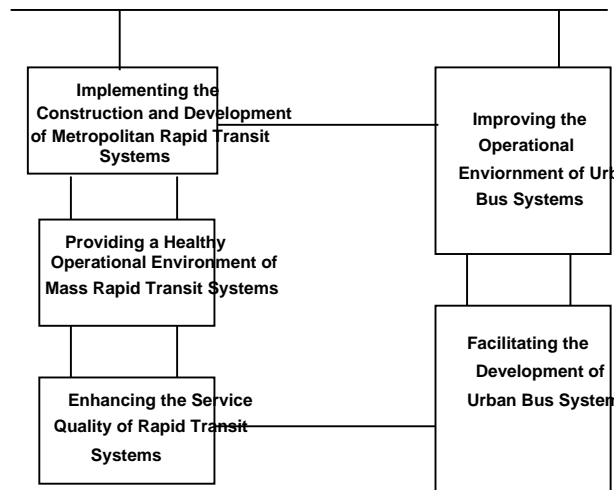 Implementing the
Construction and Development
of Metropolitan Rapid Transit
Systems
Improving the
Operational
Enviornment of Urb
Bus Systems
Providing a Healthy
Operational Environment of
Mass Rapid Transit Systems
Facilitating the
Development of
Urban Bus System
Enhancing the Service
Quality of Rapid Transit
Systems